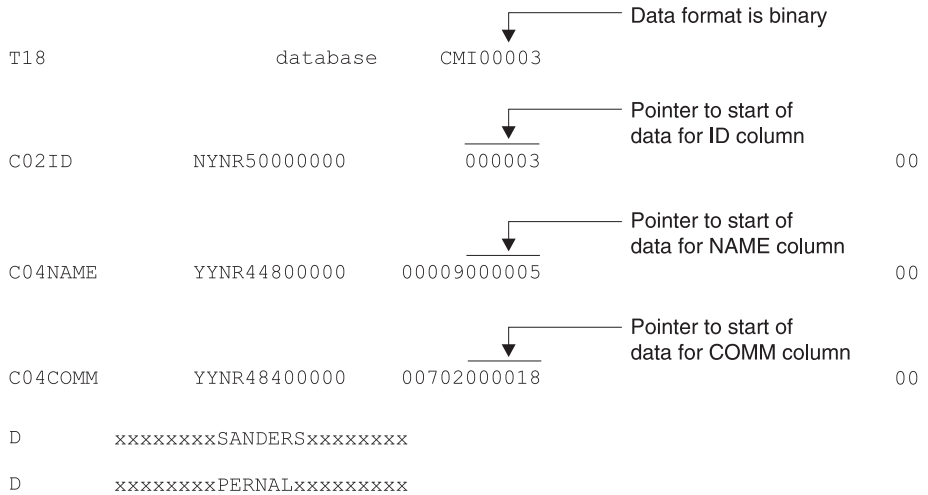 Data format is binary
T18 database CMI00003
Pointer to start of
data for ID column
C02ID NYNR50000000 000003 00
Pointer to start of
data for NAME column
C04NAME YYNR44800000 00009000005 00
Pointer to start of
data for COMM column
C04COMM YYNR48400000 00702000018 00
D xxxxxxxxSANDERSxxxxxxxx
D xxxxxxxxPERNALxxxxxxxxx